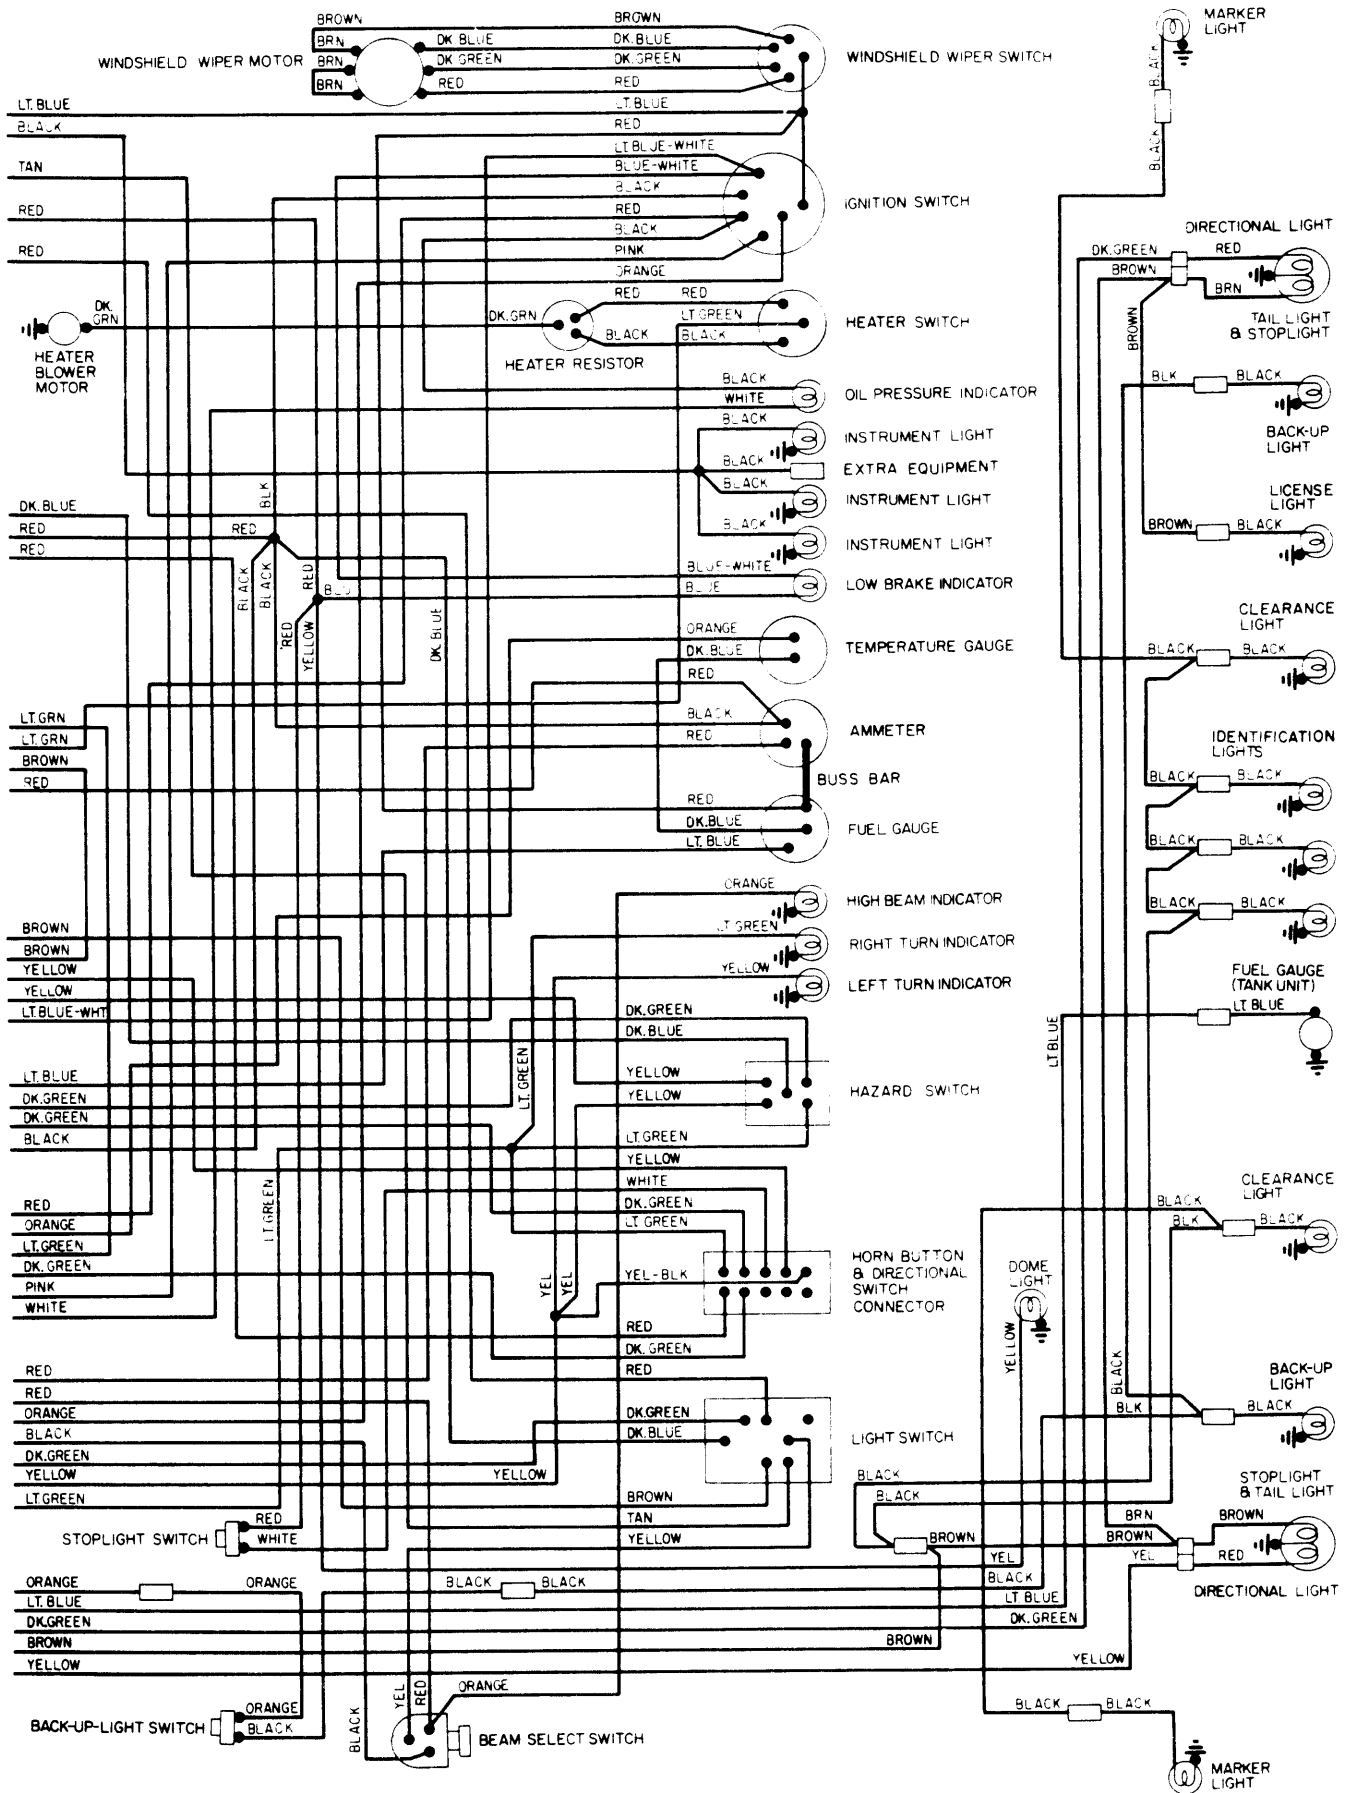 BROWN BROWN MARKER
LIGHT
BRN DK BLUE DK.BLUE
WINDSHIELD WIPER MOTOR BRN DK GREEN DK.GREEN WINDSHIELD WIPER SWITCH
BRN RED RED
BLACK
LT. BLUE LT.BLUE
BLACK RED
LT BLUE-WHITE
BLACK
TAN BLUE-WHITE
BLACK
RED RED IGNITION SWITCH
BLACK
DIRECTIONAL LIGHT
RED PINK DK.GREEN RED
ORANGE BROWN
BRN
RED RED
DK. GRN DK.GRN LT.GREEN HEATER SWITCH TAIL LIGHT
& STOPLIGHT
BROWN
BLACK BLACK
HEATER
BLOWER
MOTOR
HEATER RESISTOR
BLACK BLK BLACK
WHITE OIL PRESSURE INDICATOR
BLACK
INSTRUMENT LIGHT BACK-UP
LIGHT
BLACK EXTRA EQUIPMENT
BLACK
INSTRUMENT LIGHT LICENSE
LIGHT
BLK
DK.BLUE
RED RED BLACK BROWN BLACK
RED INSTRUMENT LIGHT
BLUE-WHITE
BLACK BLACK RED BLUE LOW BRAKE INDICATOR
CLEARANCE
LIGHT
RED YELLOW DK.BLUE
ORANGE
DK.BLUE TEMPERATURE GAUGE BLACK BLACK
RED
LT.GRN BLACK
LT.GRN RED AMMETER IDENTIFICATION
LIGHTS
BROWN
RED BUSS BAR BLACK BLACK
RED
DK.BLUE FUEL GAUGE
LT. BLUE BLACK BLACK
ORANGE
HIGH BEAM INDICATOR BLACK BLACK
BROWN LT GREEN
BROWN RIGHT TURN INDICATOR
YELLOW YELLOW FUEL GAUGE
(TANK UNIT)
YELLOW LEFT TURN INDICATOR
LT.BLUE-WHT DK.GREEN LT BLUE
DK.BLUE LT BLUE
LT.GREEN
LT. BLUE YELLOW
DK.GREEN YELLOW HAZARD SWITCH
DK.GREEN
BLACK LT.GREEN
YELLOW
LT.GREEN WHITE CLEARANCE
LIGHT
RED DK.GREEN BLACK
ORANGE LT GREEN BLK BLACK
LT.GREEN
DK. GREEN HORN BUTTON
& DIRECTIONAL
SWITCH
CONNECTOR
DOME
LIGHT
PINK YEL YEL YEL-BLK
WHITE RED YELLOW
DK. GREEN
RED RED BLACK BACK-UP
LIGHT
RED
ORANGE DK.GREEN BLK BLACK
BLACK DK.BLUE LIGHT SWITCH
DK.GREEN
YELLOW YELLOW BLACK STOPLIGHT
& TAIL LIGHT
LT.GREEN BROWN BLACK
RED TAN BRN BROWN
STOPLIGHT SWITCH WHITE YELLOW BROWN BROWN
YEL YEL RED
ORANGE ORANGE BLACK BLACK BLACK
LT. BLUE LT. BLUE DIRECTIONAL LIGHT
DK.GREEN DK. GREEN
BROWN BROWN
YELLOW YELLOW
ORANGE
YEL RED
BLACK
ORANGE BLACK BLACK
BACK-UP-LIGHT SWITCH BLACK
BEAM SELECT SWITCH
MARKER
LIGHT